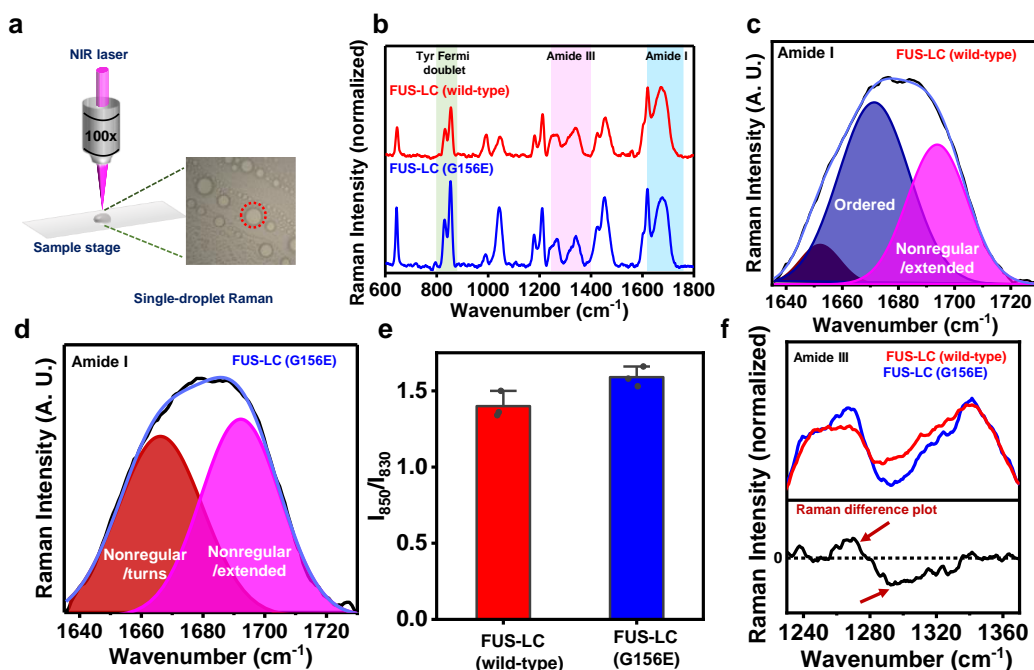 a
NIR laser
100x
Sample stage
Single-droplet Raman
b
Raman Intensity (normalized)
Tyr Fermi
doublet
Amide III
Amide I
FUS-LC (wild-type)
FUS-LC (G156E)
600 800 1000 1200 1400 1600 1800
Wavenumber (cm⁻¹)
c
Raman Intensity (A. U.)
Amide I
FUS-LC (wild-type)
Ordered
Nonregular
/extended
1640 1660 1680 1700 1720
Wavenumber (cm⁻¹)
d
Raman Intensity (A. U.)
Amide I
FUS-LC (G156E)
Nonregular
/turns
Nonregular
/extended
1640 1660 1680 1700 1720
Wavenumber (cm⁻¹)
e
I850/I830
1.5
1.0
0.5
0.0
FUS-LC
(wild-type)
FUS-LC
(G156E)
f
Raman Intensity (normalized)
Amide III
FUS-LC (wild-type)
FUS-LC (G156E)
Raman difference plot
0
1240 1280 1320 1360
Wavenumber (cm⁻¹)